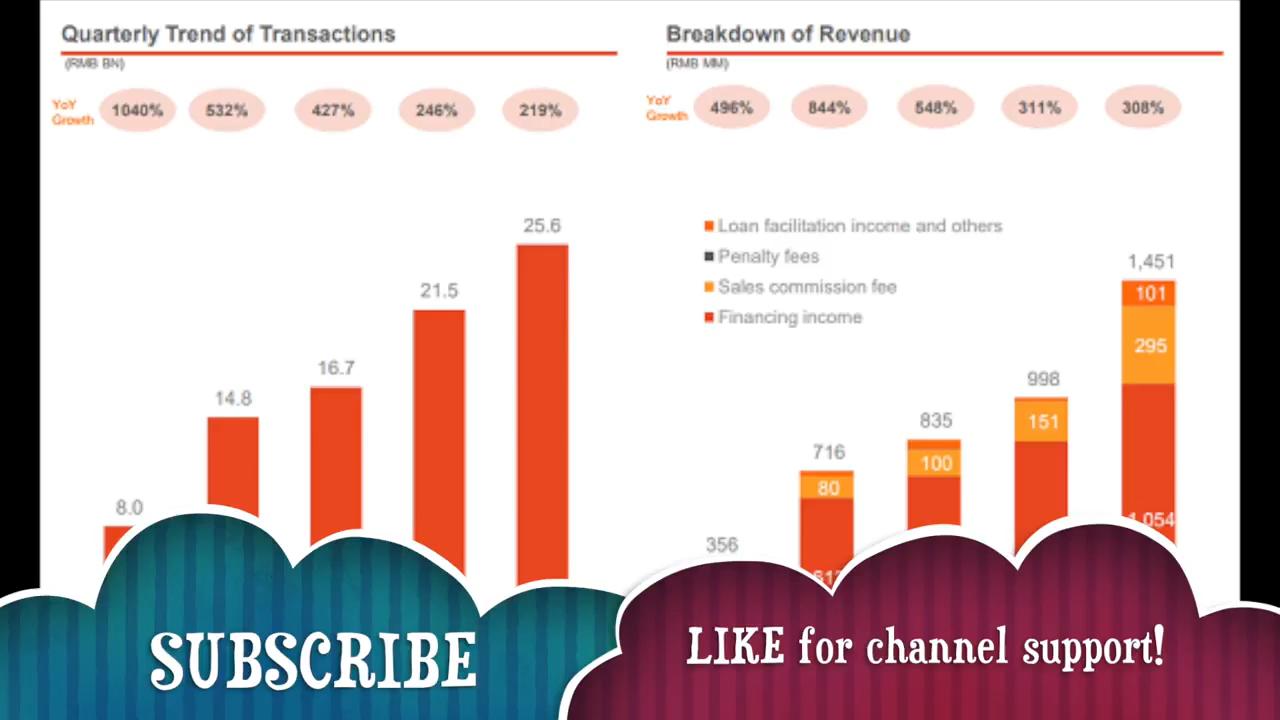 Quarterly Trend of Transactions
(RMB BN)
YoY Growth
1040% 532% 427% 246% 219%
8.0
14.8
16.7
21.5
25.6
Breakdown of Revenue
(RMB MM)
YoY Growth
496% 844% 548% 311% 308%
Loan facilitation income and others
Penalty fees
Sales commission fee
Financing income
356
716
80
835
100
998
151
1,451
101
295
1,054
SUBSCRIBE
LIKE for channel support!